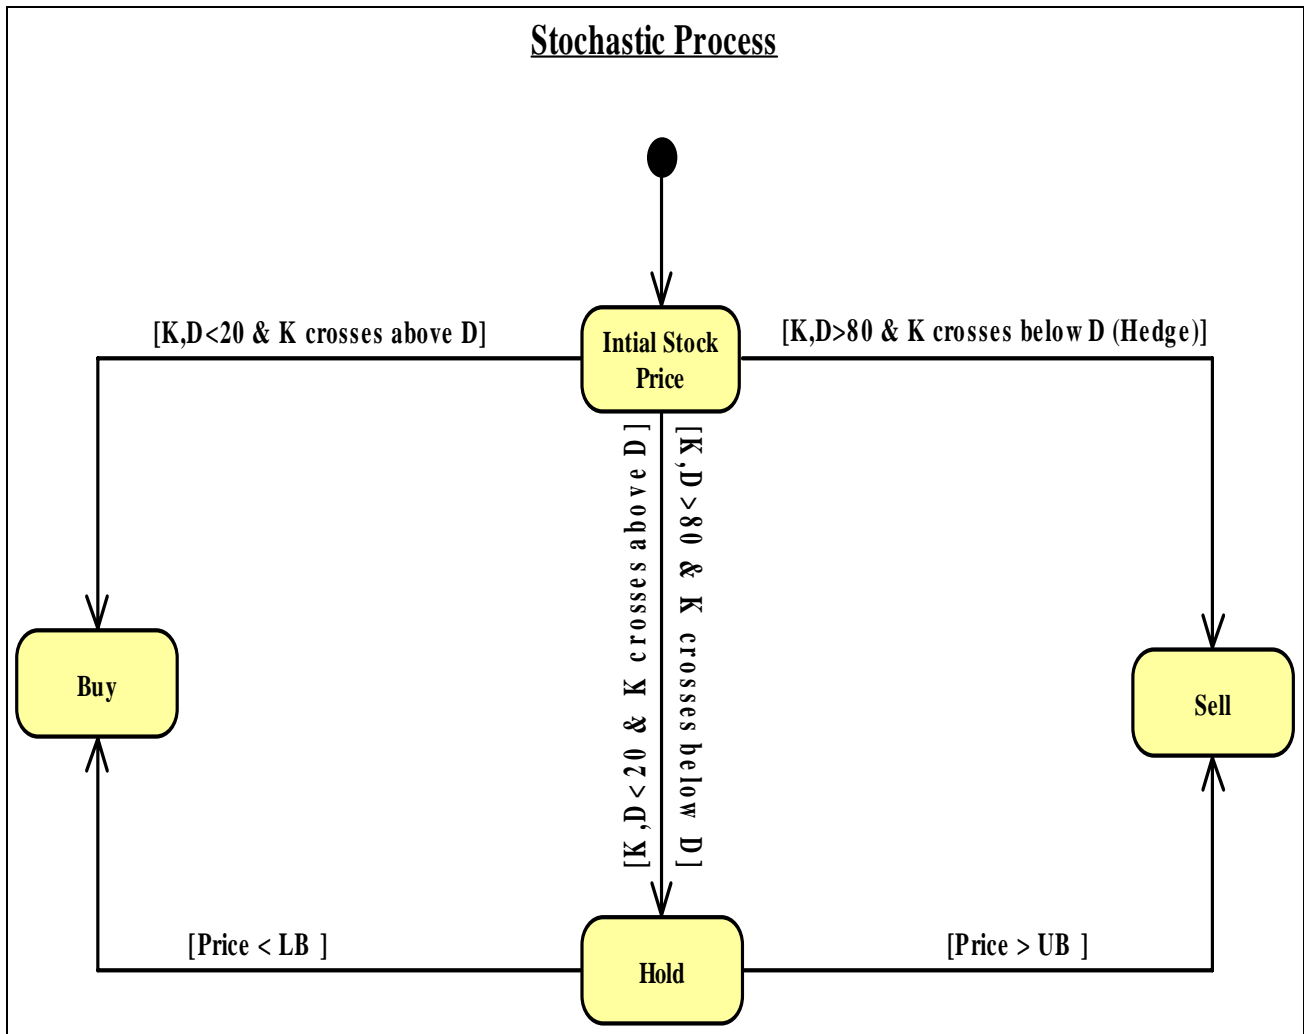 Stochastic Process
[K,D<20 & K crosses above D]
[K,D>80 & K crosses below D (Hedge)]
Intial Stock
Price
[K,D<20 & K crosses above D]
[K,D>80 & K crosses below D]
Buy
Sell
[Price < LB ]
[Price > UB ]
Hold